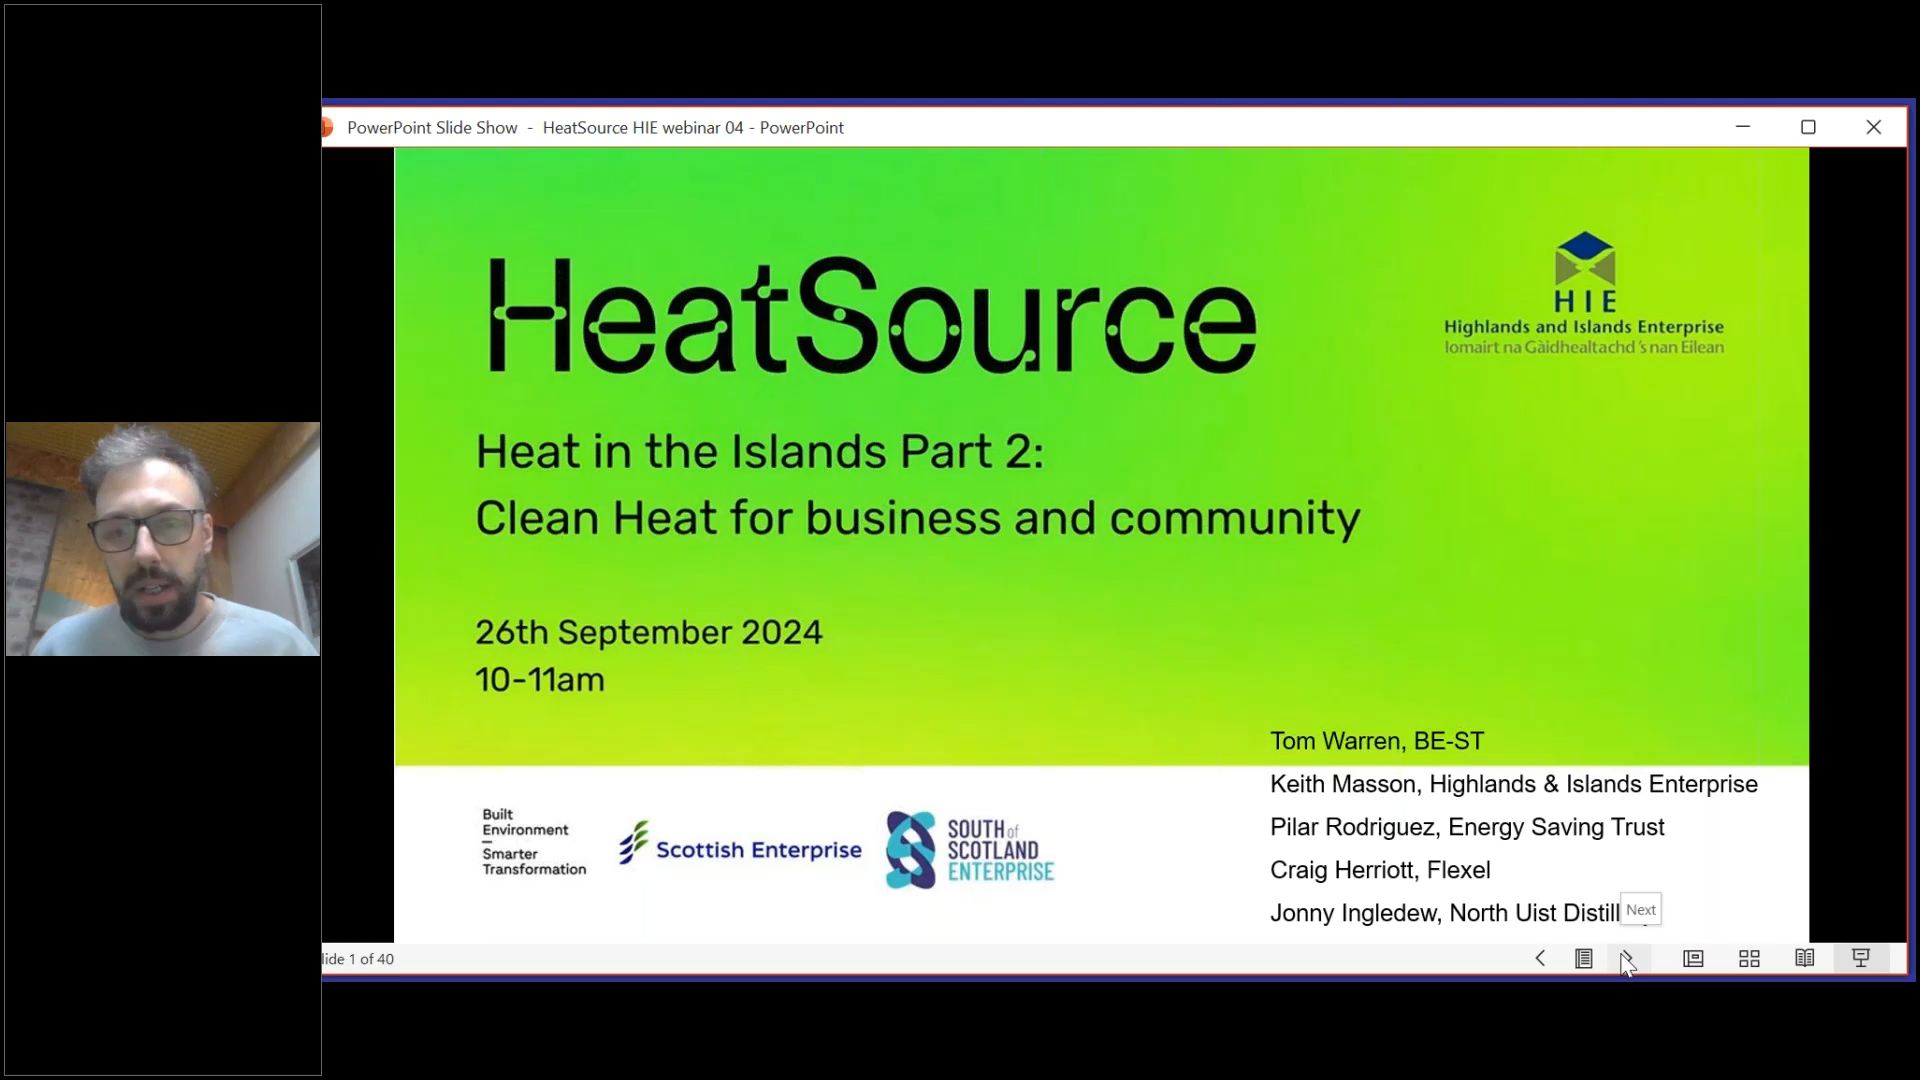 PowerPoint Slide Show - HeatSource HIE webinar 04 - PowerPoint
HeatSource
HIE
Highlands and Islands Enterprise
Iomairt na Gàidhealtachd 's nan Eilean
Heat in the Islands Part 2:
Clean Heat for business and community
26th September 2024
10-11am
Tom Warren, BE-ST
Keith Masson, Highlands & Islands Enterprise
Pilar Rodriguez, Energy Saving Trust
Craig Herriott, Flexel
Jonny Ingledew, North Uist Distill
Next
Built
Environment
–
Smarter
Transformation
Scottish Enterprise
SOUTH of
SCOTLAND
ENTERPRISE
lide 1 of 40